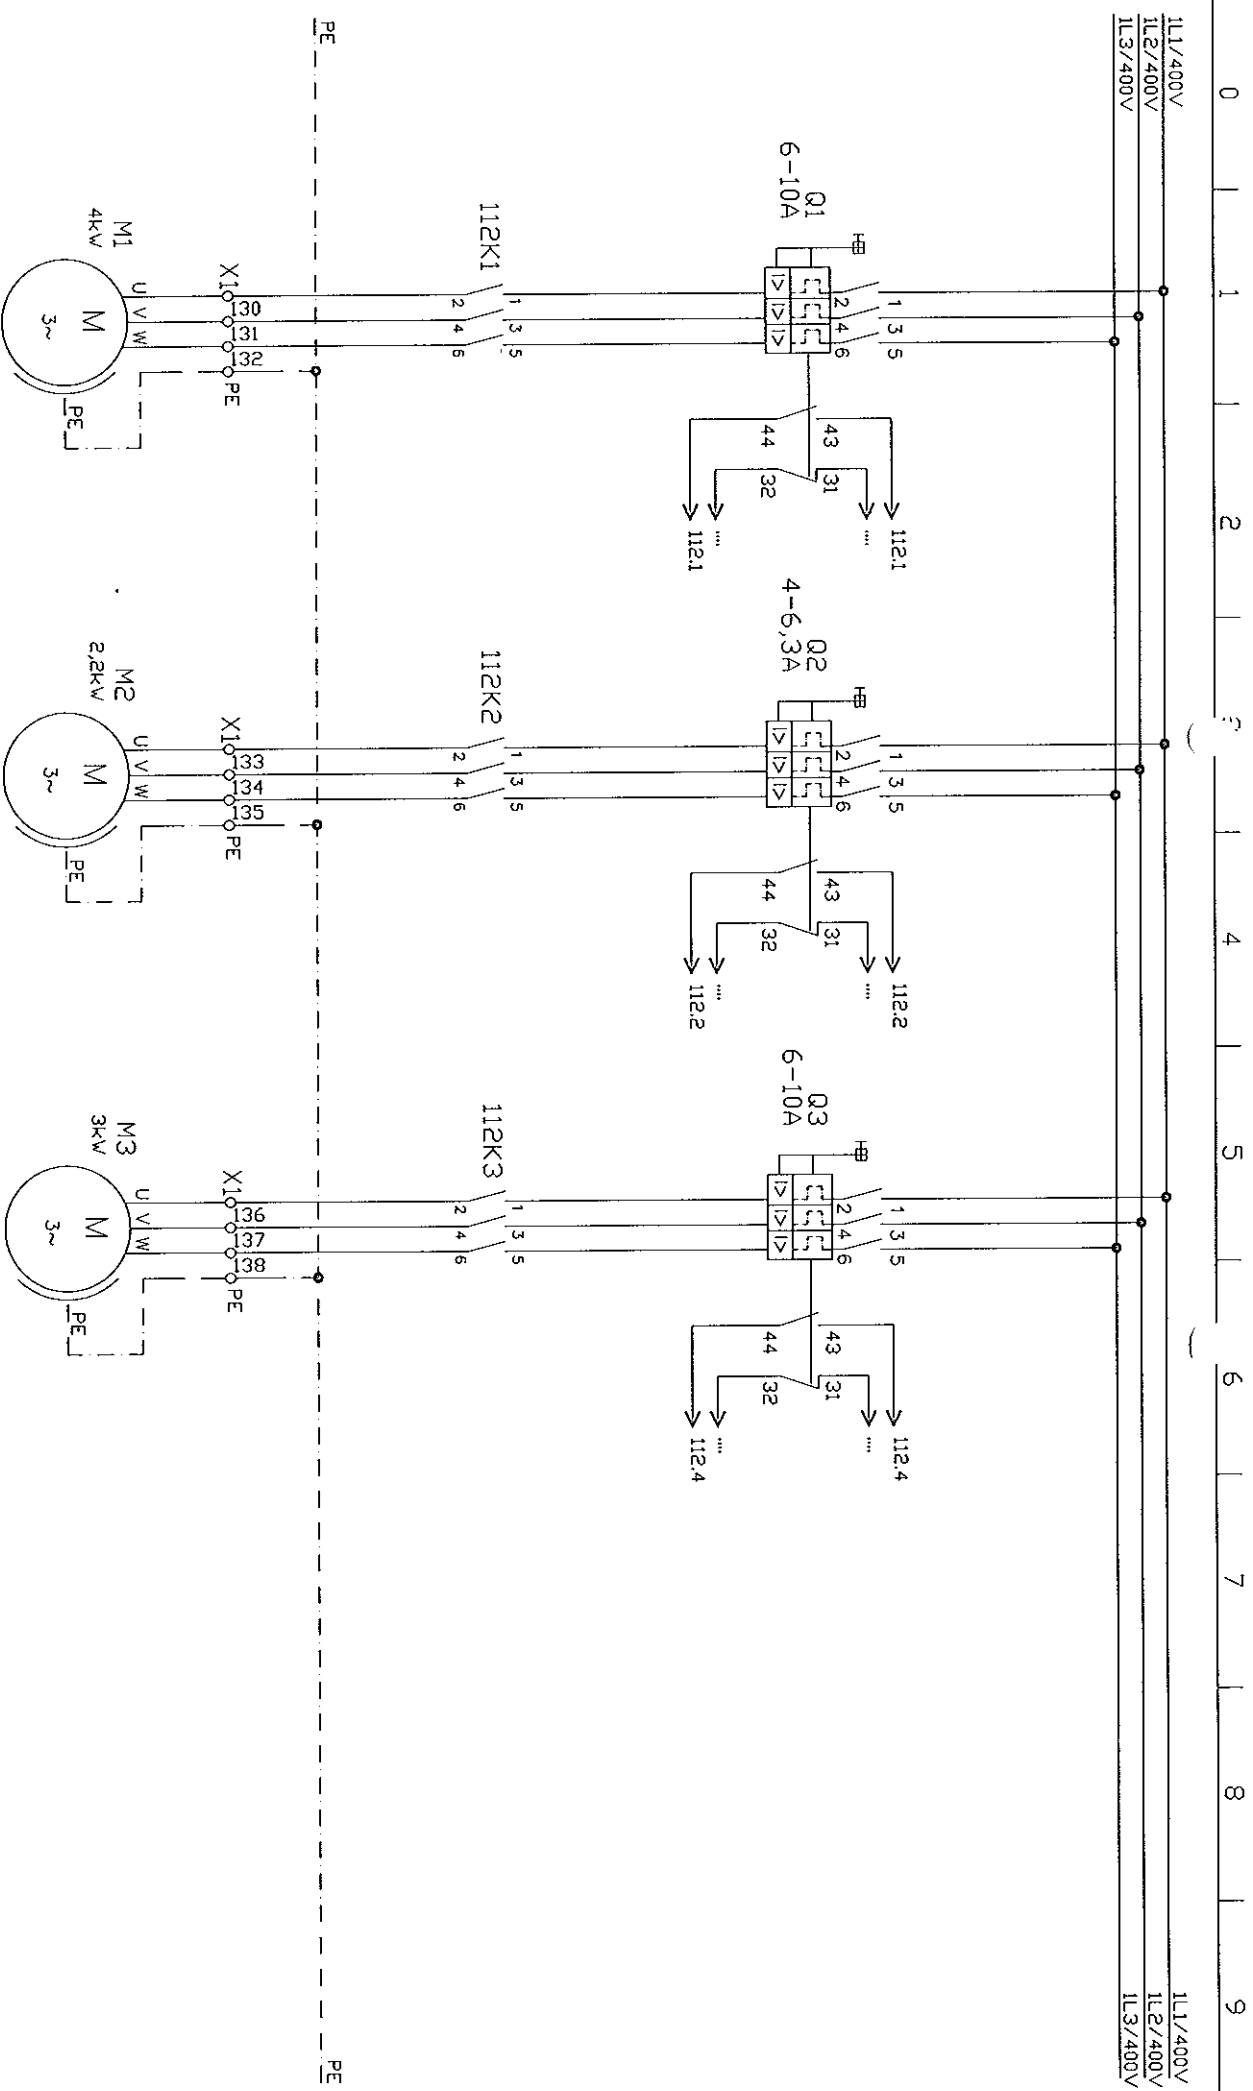 0 1 2 3 4 5 6 7 8 9
1L1/400V 1L1/400V
1L2/400V 1L2/400V
1L3/400V 1L3/400V
1 3 5 43 31 112.1
1 3 5 43 31 112.2
1 3 5 43 31 112.4
Q1
6-10A
2 4 6 44 32
.... ....
112.1
Q2
4-6,3A
2 4 6 44 32
.... ....
112.2
Q3
6-10A
2 4 6 44 32
.... ....
112.4
112K1
1 3 5
2 4 6
112K2
1 3 5
2 4 6
112K3
1 3 5
2 4 6
PE PE
X1 130 131 132 PE
X1 133 134 135 PE
X1 136 137 138 PE
U V W
M1
4kW
M
3~
PE
U V W
M2
2,2kW
M
3~
PE
U V W
M3
3kW
M
3~
PE
I> I> I>
I> I> I>
I> I> I>